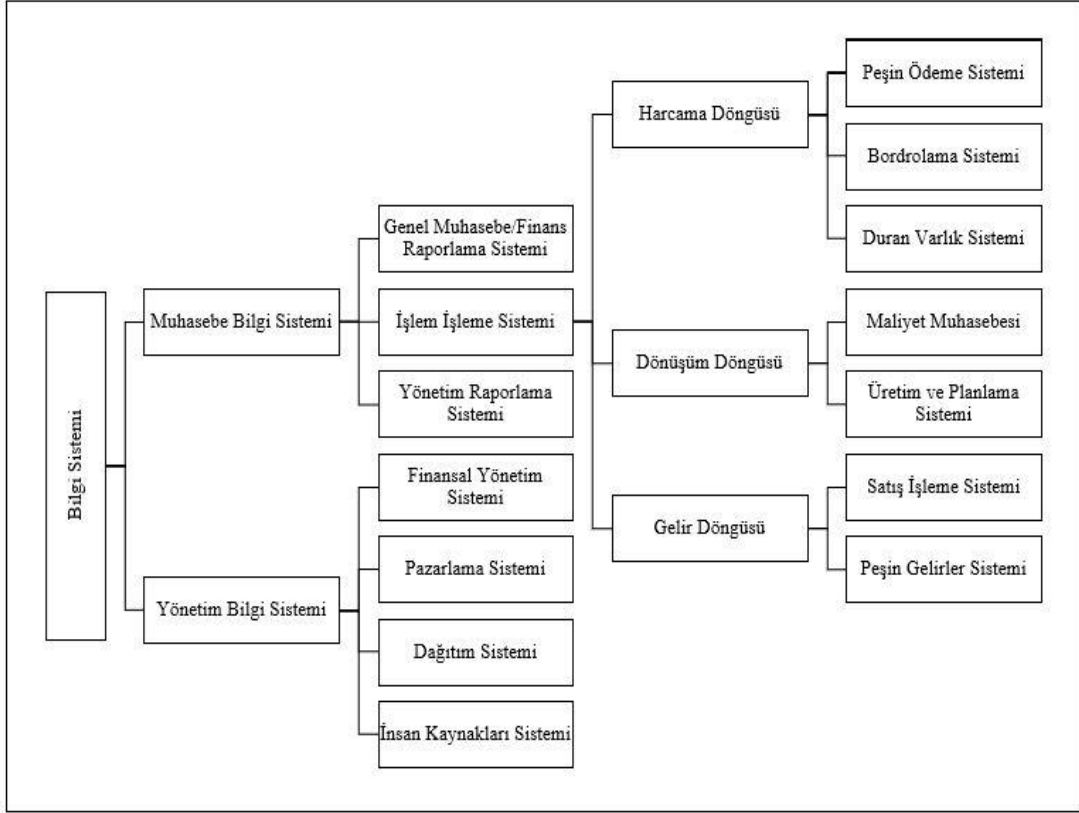 Bilgi Sistemi
Muhasebe Bilgi Sistemi
Yönetim Bilgi Sistemi
Genel Muhasebe/Finans
Raporlama Sistemi
İşlem İşleme Sistemi
Yönetim Raporlama
Sistemi
Finansal Yönetim
Sistemi
Pazarlama Sistemi
Dağıtım Sistemi
İnsan Kaynakları Sistemi
Harcama Döngüsü
Dönüşüm Döngüsü
Gelir Döngüsü
Peşin Ödeme Sistemi
Bordrolama Sistemi
Duran Varlık Sistemi
Maliyet Muhasebesi
Üretim ve Planlama
Sistemi
Satış İşleme Sistemi
Peşin Gelirler Sistemi